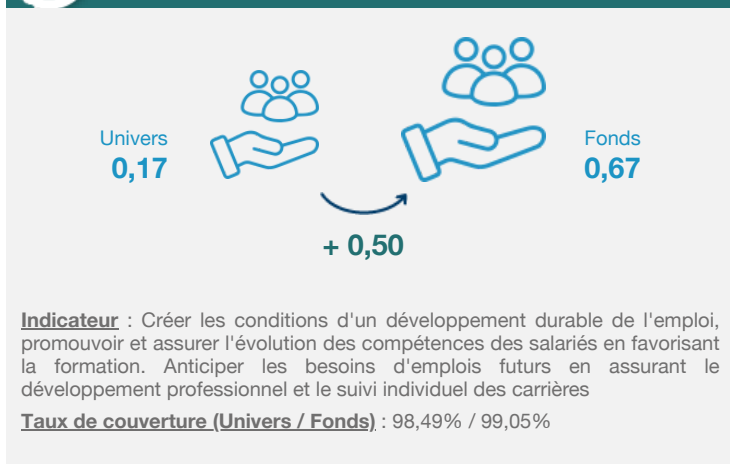 Univers
0,17
Fonds
0,67
+ 0,50
Indicateur : Créer les conditions d'un développement durable de l'emploi,
promouvoir et assurer l'évolution des compétences des salariés en favorisant
la formation. Anticiper les besoins d'emplois futurs en assurant le
développement professionnel et le suivi individuel des carrières
Taux de couverture (Univers / Fonds) : 98,49% / 99,05%